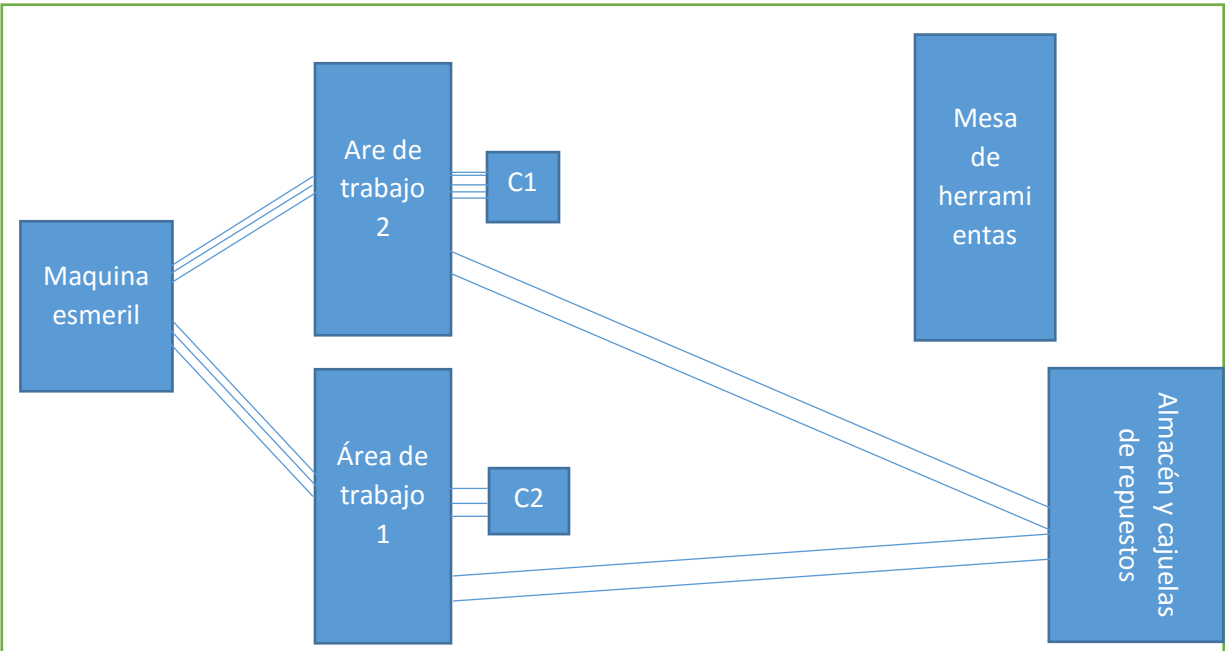 Maquina
esmeril
Are de
trabajo
2
C1
Área de
trabajo
1
C2
Mesa
de
herrami
entas
Almacén y cajuelas
de repuestos